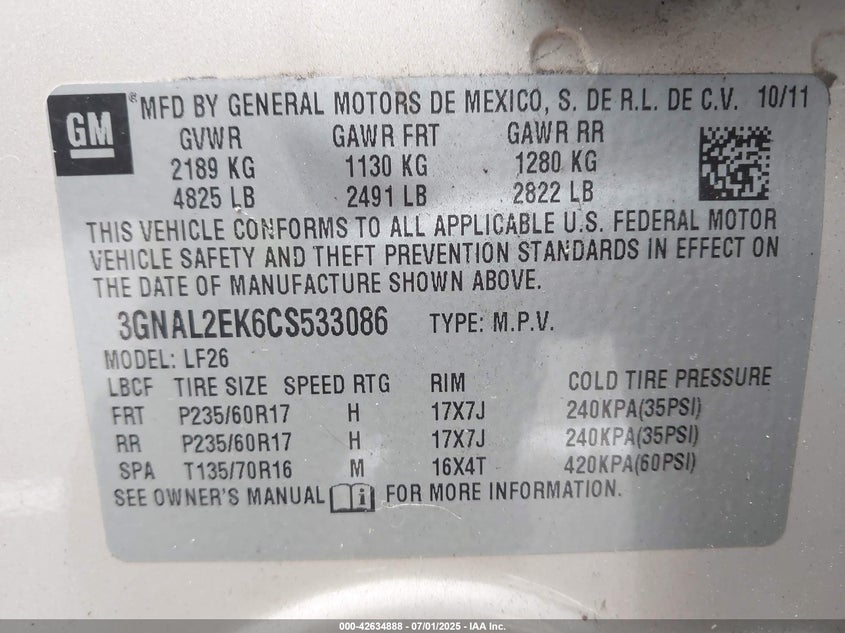 GM
®MFD BY GENERAL MOTORS DE MEXICO, S. DE R.L. DE C.V. 10/11
GVWR GAWR FRT GAWR RR
2189 KG 1130 KG 1280 KG
4825 LB 2491 LB 2822 LB
THIS VEHICLE CONFORMS TO ALL APPLICABLE U.S. FEDERAL MOTOR
VEHICLE SAFETY AND THEFT PREVENTION STANDARDS IN EFFECT ON
THE DATE OF MANUFACTURE SHOWN ABOVE.
3GNAL2EK6CS533086 TYPE: M.P.V.
MODEL: LF26
LBCF TIRE SIZE SPEED RTG RIM COLD TIRE PRESSURE
FRT P235/60R17 H 17X7J 240KPA(35PSI)
RR P235/60R17 H 17X7J 240KPA(35PSI)
SPA T135/70R16 M 16X4T 420KPA(60PSI)
SEE OWNER'S MANUAL i FOR MORE INFORMATION.
000-42634888 - 07/01/2025 - IAA Inc.